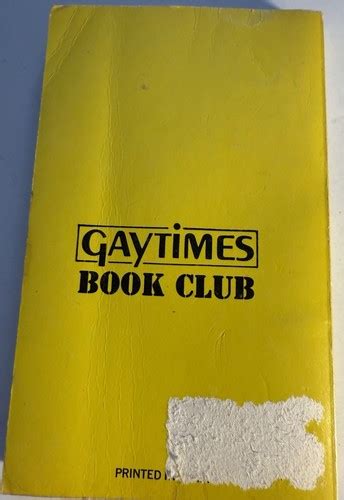 GAYTIMES
BOOK CLUB
PRINTED